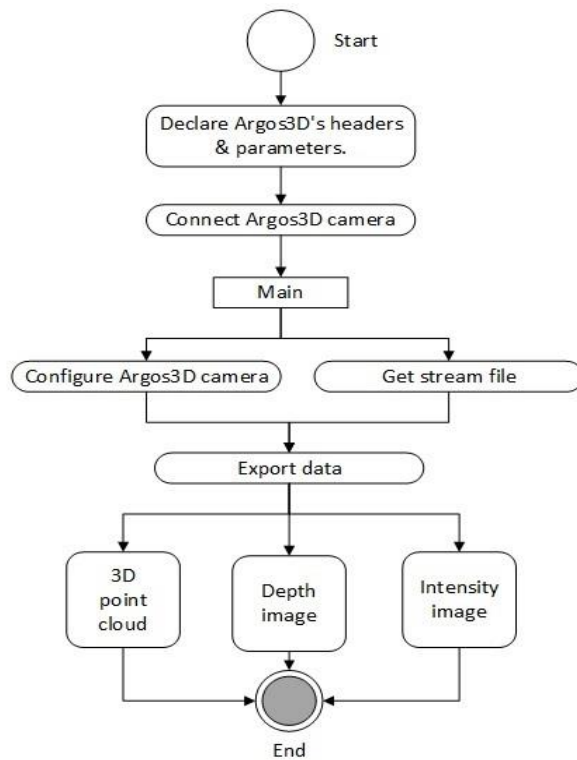 Start
Declare Argos3D's headers
& parameters.
Connect Argos3D camera
Main
Configure Argos3D camera
Get stream file
Export data
3D
point
cloud
Depth
image
Intensity
image
End